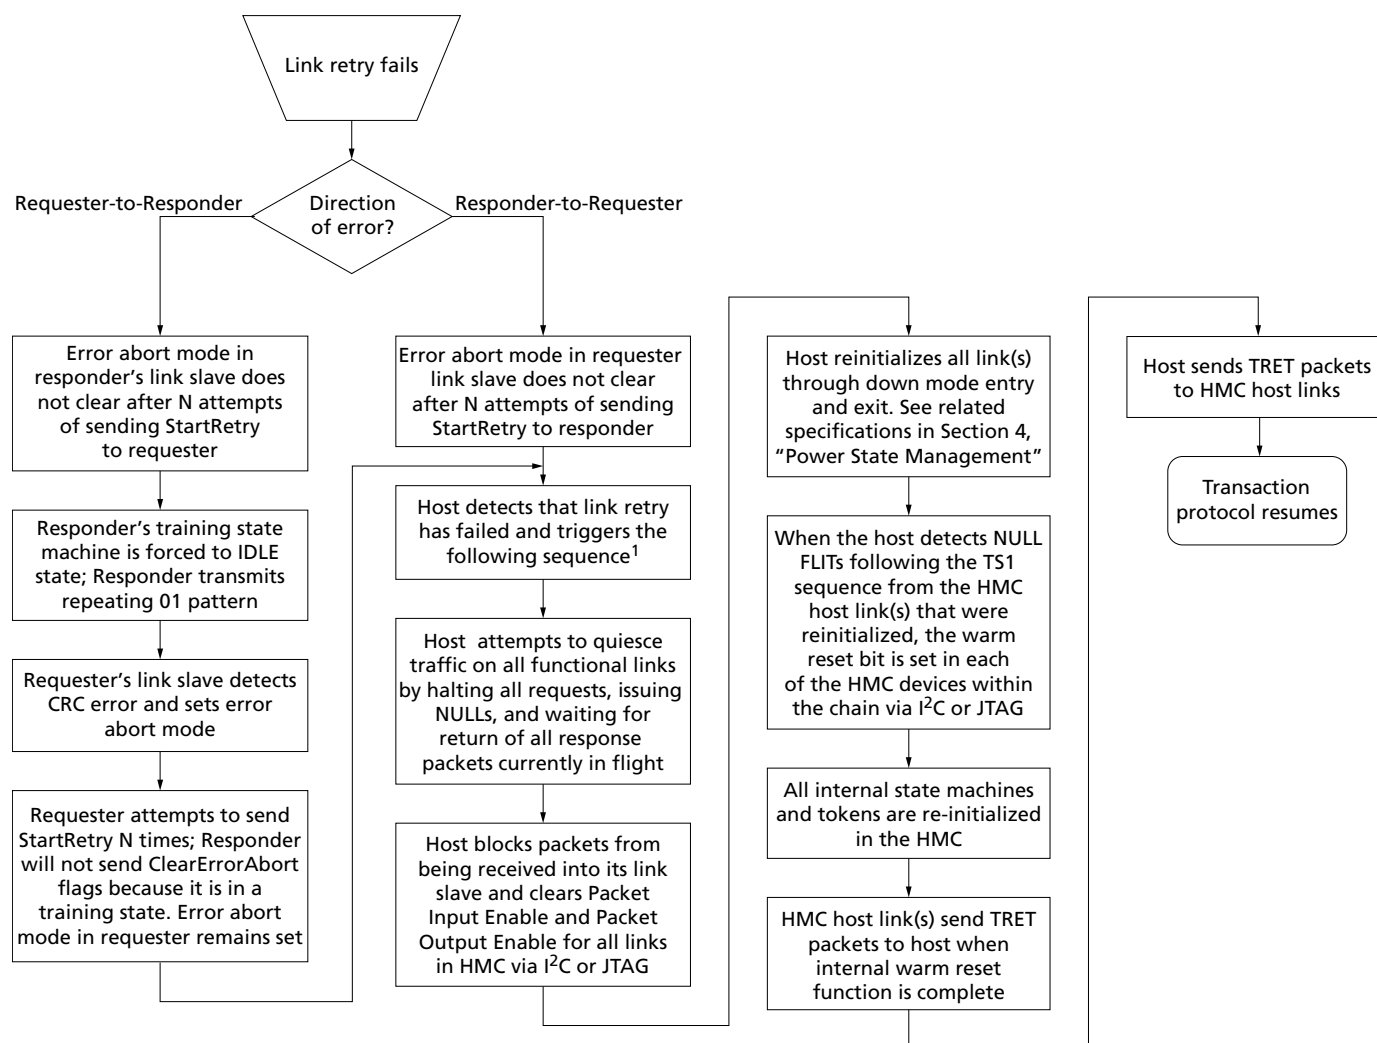 Link retry fails
Direction
of error?
Requester-to-Responder
Responder-to-Requester
Error abort mode in
responder's link slave does
not clear after N attempts
of sending StartRetry
to requester
Responder's training state
machine is forced to IDLE
state; Responder transmits
repeating 01 pattern
Requester's link slave detects
CRC error and sets error
abort mode
Requester attempts to send
StartRetry N times; Responder
will not send ClearErrorAbort
flags because it is in a
training state. Error abort
mode in requester remains set
Error abort mode in requester
link slave does not clear
after N attempts of sending
StartRetry to responder
Host detects that link retry
has failed and triggers the
following sequence¹
Host attempts to quiesce
traffic on all functional links
by halting all requests, issuing
NULLs, and waiting for
return of all response
packets currently in flight
Host blocks packets from
being received into its link
slave and clears Packet
Input Enable and Packet
Output Enable for all links
in HMC via I²C or JTAG
Host reinitializes all link(s)
through down mode entry
and exit. See related
specifications in Section 4,
“Power State Management”
When the host detects NULL
FLITs following the TS1
sequence from the HMC
host link(s) that were
reinitialized, the warm
reset bit is set in each
of the HMC devices within
the chain via I²C or JTAG
All internal state machines
and tokens are re-initialized
in the HMC
HMC host link(s) send TRET
packets to host when
internal warm reset
function is complete
Host sends TRET packets
to HMC host links
Transaction
protocol resumes